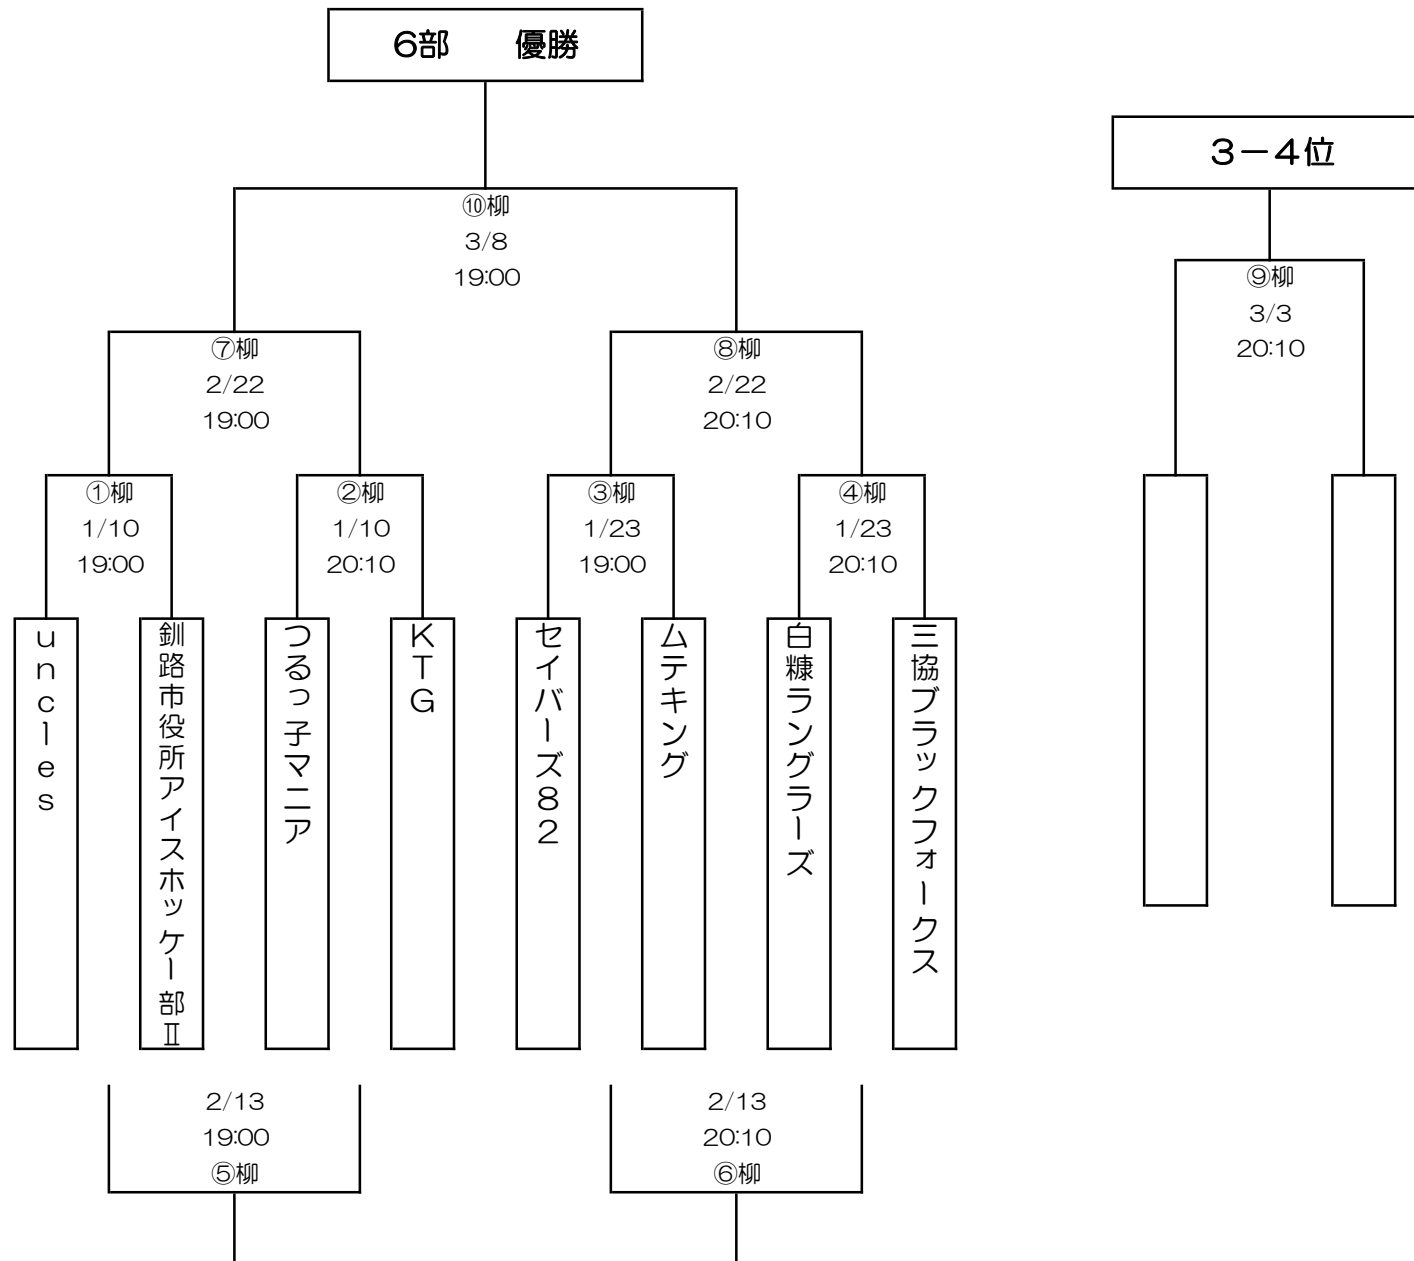 6部　優勝
3－4位
⑩柳
3/8
19:00
⑨柳
3/3
20:10
⑦柳
2/22
19:00
⑧柳
2/22
20:10
①柳
1/10
19:00
②柳
1/10
20:10
③柳
1/23
19:00
④柳
1/23
20:10
uncles
釧路市役所アイスホッケー部Ⅱ
つるっ子マニア
KTG
セイバーズ82
ムテキング
白糠ラングラーズ
三協ブラックフォークス
2/13
19:00
⑤柳
2/13
20:10
⑥柳